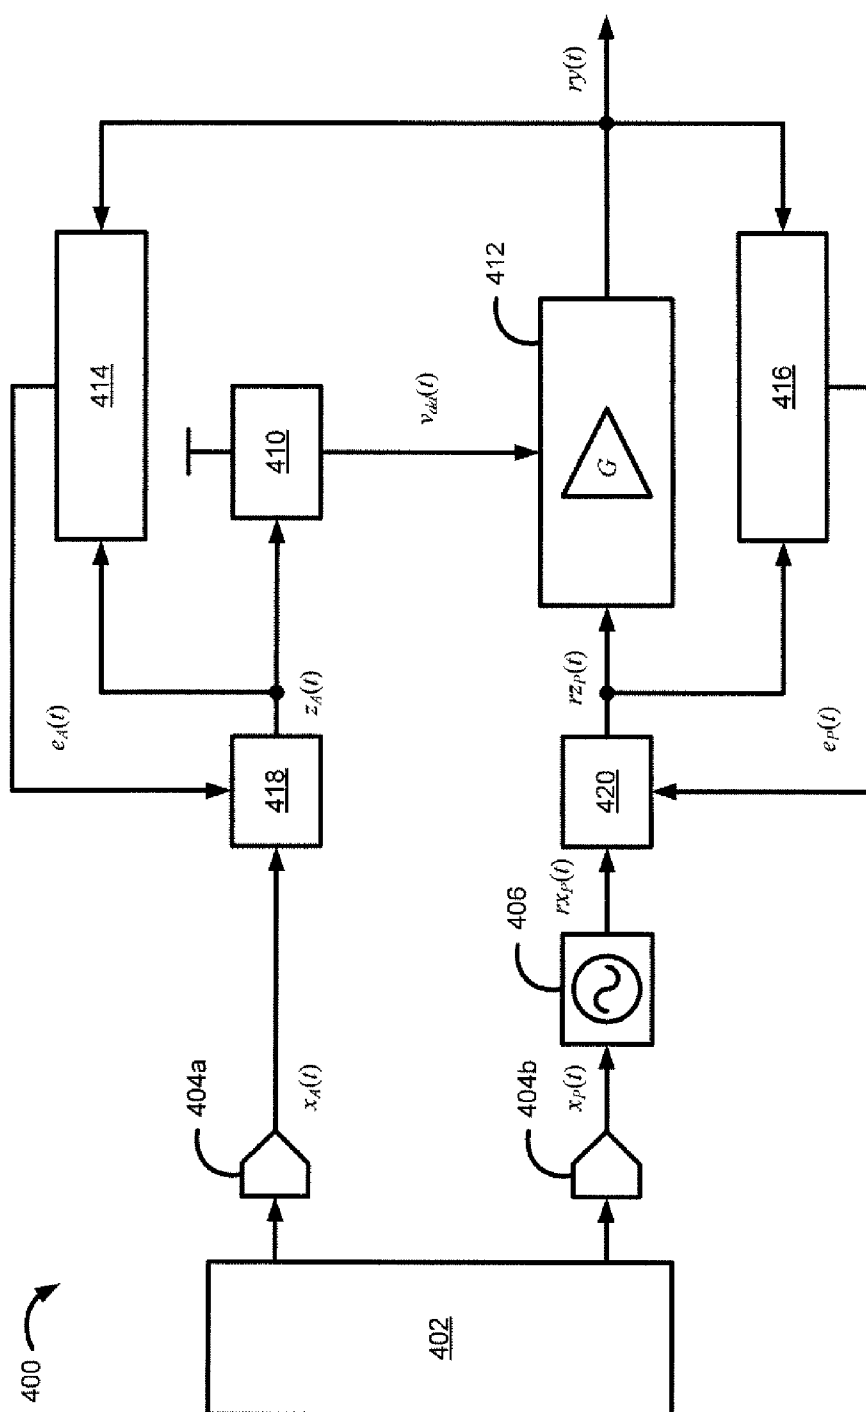 400
402
404a
404b
x_A(t)
x_P(t)
406
rx_P(t)
418
420
e_A(t)
z_A(t)
rz_P(t)
e_P(t)
414
410
v_dd(t)
412
G
416
ry(t)